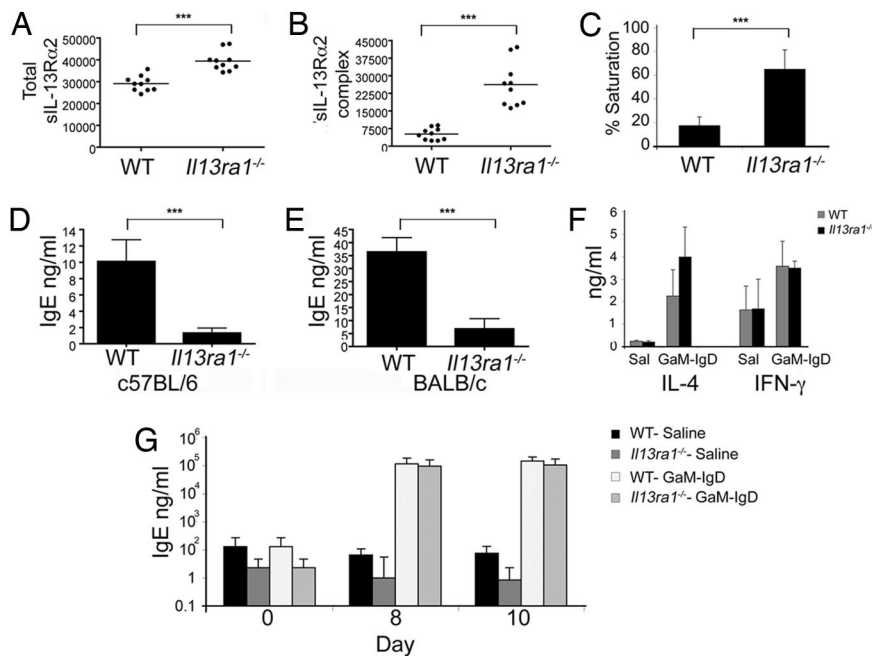 A
***
Total
sIL-13Rα2
50000
40000
30000
20000
10000
0
WT
Il13ra1-/-
B
***
sIL-13Rα2
complex
45000
37500
30000
22500
15000
75000
0
WT
Il13ra1-/-
C
***
% Saturation
100
80
60
40
20
0
WT
Il13ra1-/-
D
***
IgE ng/ml
14
12
10
8
6
4
2
0
WT
Il13ra1-/-
c57BL/6
E
***
IgE ng/ml
45
40
35
30
25
20
15
10
5
0
WT
Il13ra1-/-
BALB/c
F
WT
Il13ra1-/-
ng/ml
6
5
4
3
2
1
0
Sal GaM-IgD Sal GaM-IgD
IL-4 IFN-γ
G
IgE ng/ml
10^6
10^5
10^4
10^3
10^2
1
0.1
0 8 10
Day
WT- Saline
Il13ra1-/-- Saline
WT- GaM-IgD
Il13ra1-/-- GaM-IgD